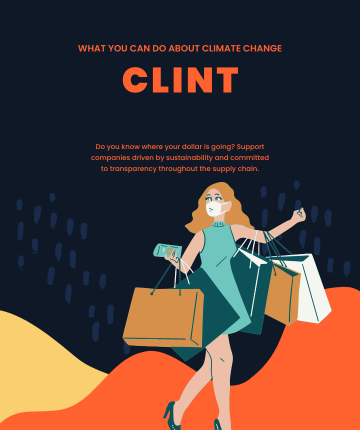 WHAT YOU CAN DO ABOUT CLIMATE CHANGE
CLINT
Do you know where your dollar is going? Support
companies driven by sustainability and committed
to transparency throughout the supply chain.